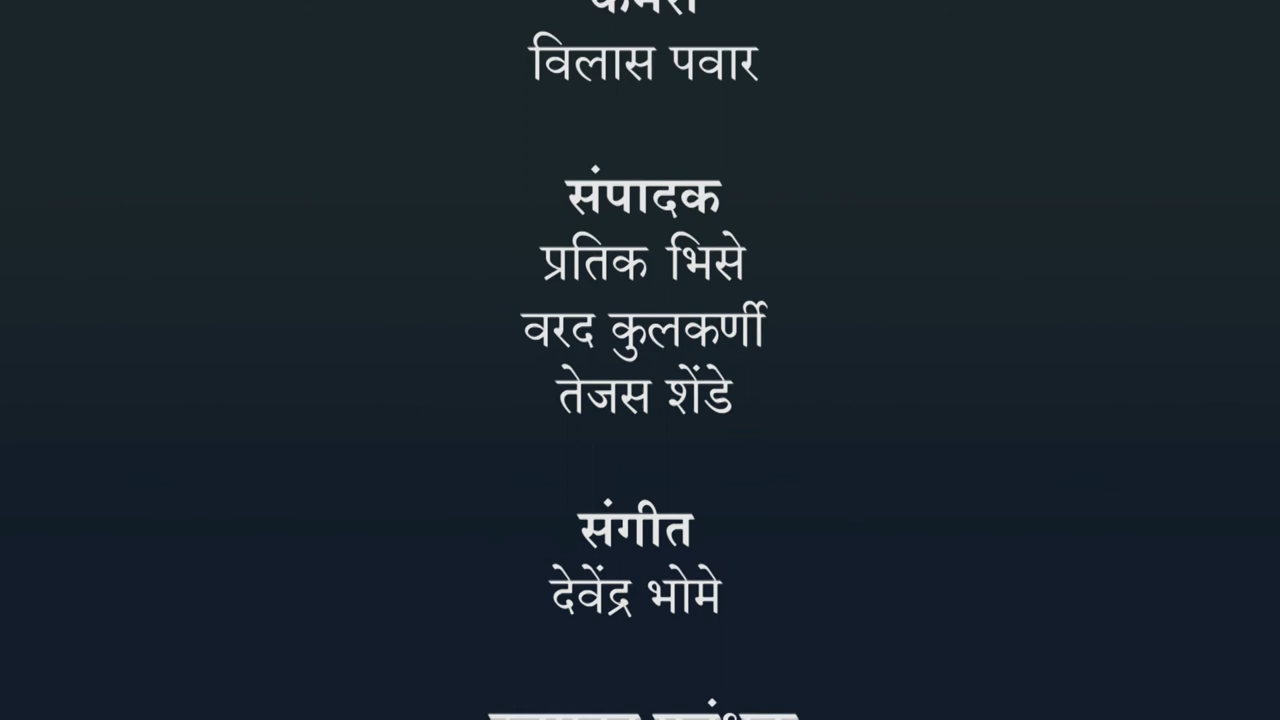 विलास पवार
संपादक
प्रतिक भिसे
वरद कुलकर्णी
तेजस शेंडे
संगीत
देवेंद्र भोमे